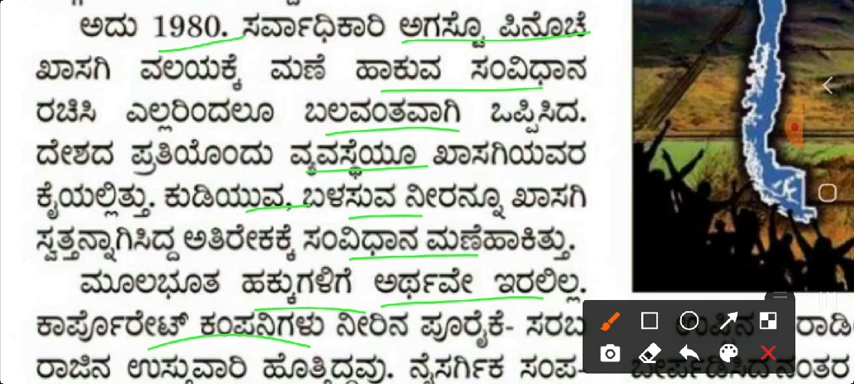 ಅದು 1980. ಸರ್ವಾಧಿಕಾರಿ ಅಗಸ್ಟೊ ಪಿನೊಚೆ
ಖಾಸಗಿ ವಲಯಕ್ಕೆ ಮಣೆ ಹಾಕುವ ಸಂವಿಧಾನ
ರಚಿಸಿ ಎಲ್ಲರಿಂದಲೂ ಬಲವಂತವಾಗಿ ಒಪ್ಪಿಸಿದ.
ದೇಶದ ಪ್ರತಿಯೊಂದು ವ್ಯವಸ್ಥೆಯೂ ಖಾಸಗಿಯವರ
ಕೈಯಲ್ಲಿತ್ತು. ಕುಡಿಯುವ, ಬಳಸುವ ನೀರನ್ನೂ ಖಾಸಗಿ
ಸ್ವತ್ತನ್ನಾಗಿಸಿದ್ದ ಅತಿರೇಕಕ್ಕೆ ಸಂವಿಧಾನ ಮಣೆಹಾಕಿತ್ತು.
ಮೂಲಭೂತ ಹಕ್ಕುಗಳಿಗೆ ಅರ್ಥವೇ ಇರಲಿಲ್ಲ.
ಕಾರ್ಪೊರೇಟ್ ಕಂಪನಿಗಳು ನೀರಿನ ಪೂರೈಕೆ- ಸರಬ
ರಾಜಿನ ಉಸ್ತುವಾರಿ ಹೊತ್ತಿದ್ದವು. ನೈಸರ್ಗಿಕ ಸಂಪ-